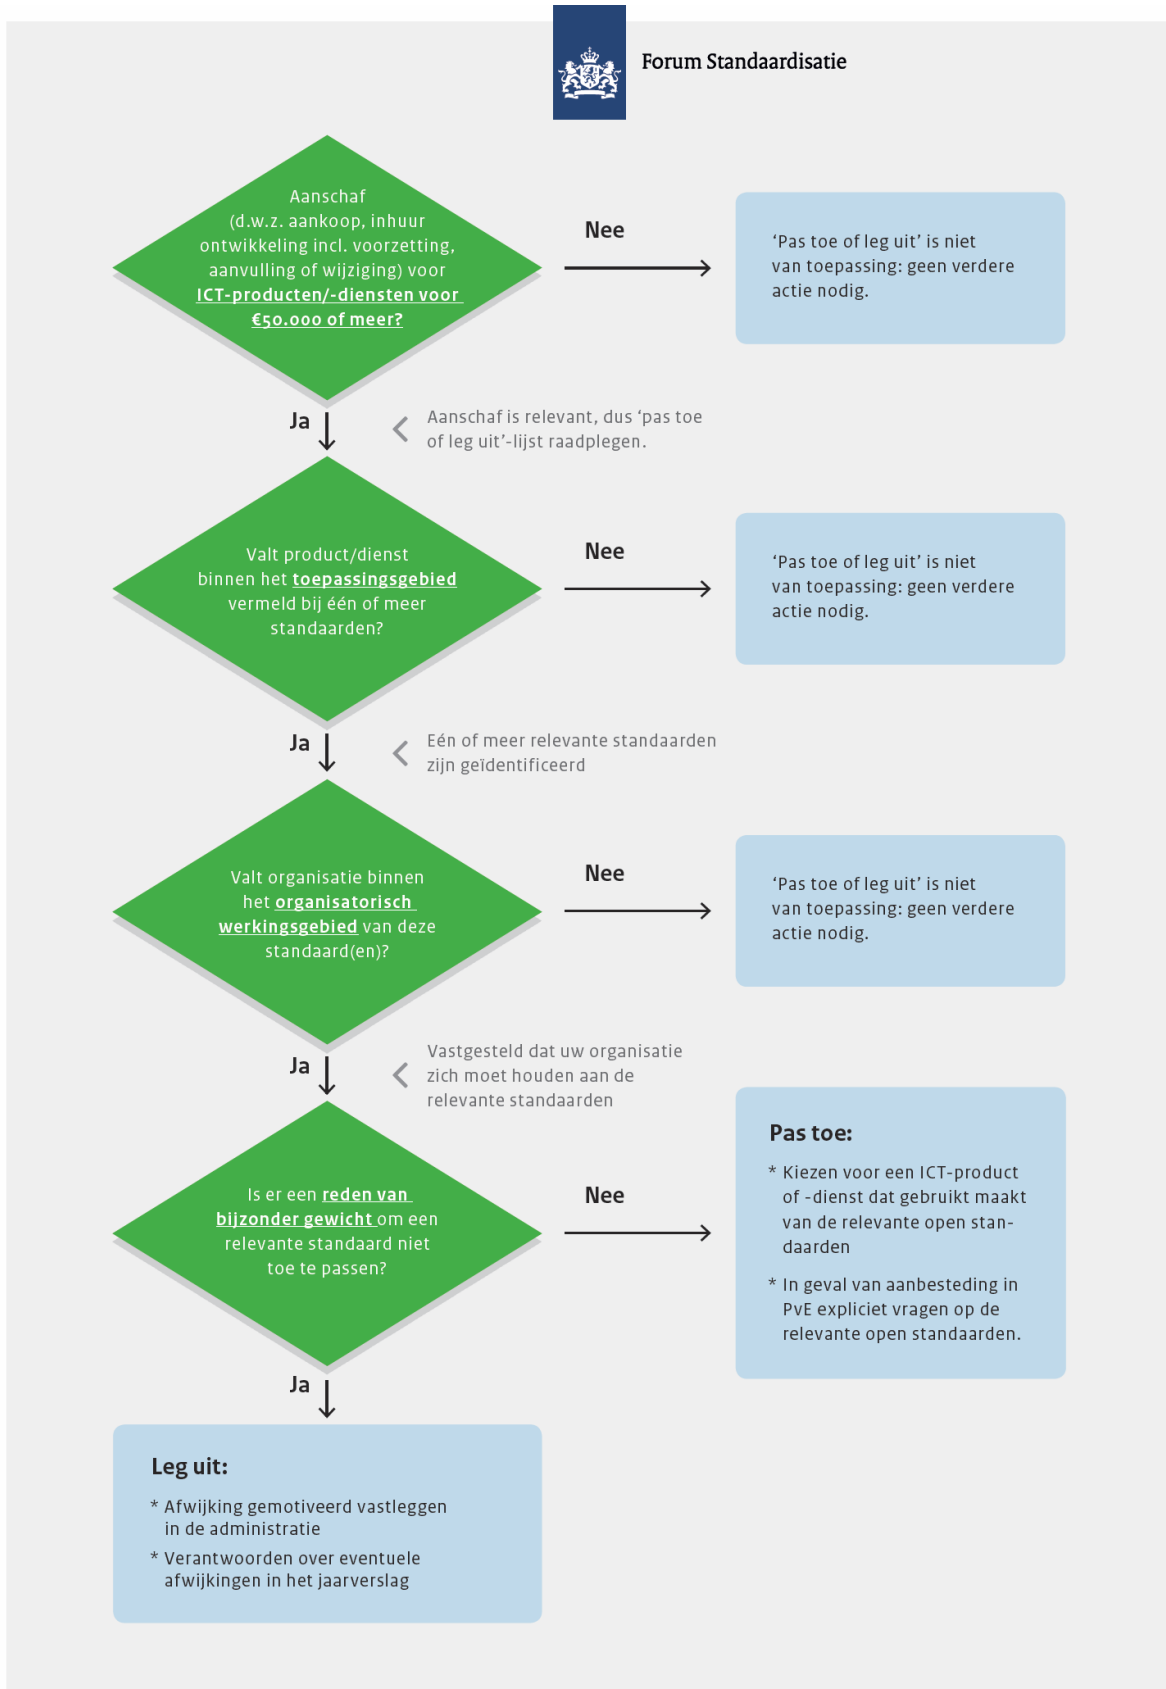 Forum Standaardisatie
Aanschaf
(d.w.z. aankoop, inhuur
ontwikkeling incl. voorzetting,
aanvulling of wijziging) voor
ICT-producten/-diensten voor
€50.000 of meer?
Nee
‘Pas toe of leg uit’ is niet
van toepassing: geen verdere
actie nodig.
Ja
Aanschaf is relevant, dus ‘pas toe
of leg uit’-lijst raadplegen.
Valt product/dienst
binnen het toepassingsgebied
vermeld bij één of meer
standaarden?
Nee
‘Pas toe of leg uit’ is niet
van toepassing: geen verdere
actie nodig.
Ja
Eén of meer relevante standaarden
zijn geïdentificeerd
Valt organisatie binnen
het organisatorisch
werkingsgebied van deze
standaard(en)?
Nee
‘Pas toe of leg uit’ is niet
van toepassing: geen verdere
actie nodig.
Ja
Vastgesteld dat uw organisatie
zich moet houden aan de
relevante standaarden
Is er een reden van
bijzonder gewicht om een
relevante standaard niet
toe te passen?
Nee
Pas toe:
* Kiezen voor een ICT-product
of -dienst dat gebruikt maakt
van de relevante open stan-
daarden
* In geval van aanbesteding in
PvE expliciet vragen op de
relevante open standaarden.
Ja
Leg uit:
* Afwijking gemotiveerd vastleggen
in de administratie
* Verantwoorden over eventuele
afwijkingen in het jaarverslag